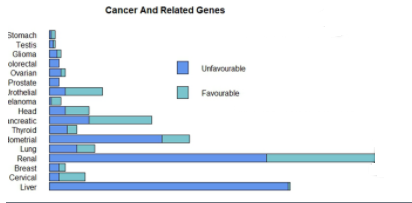 Cancer And Related Genes
Stomach
Testis
Glioma
olorectal
Ovarian
Prostate
Urothelial
elanoma
Head
ancreatic
Thyroid
lometrial
Lung
Renal
Breast
Cervical
Liver
Unfavourable
Favourable